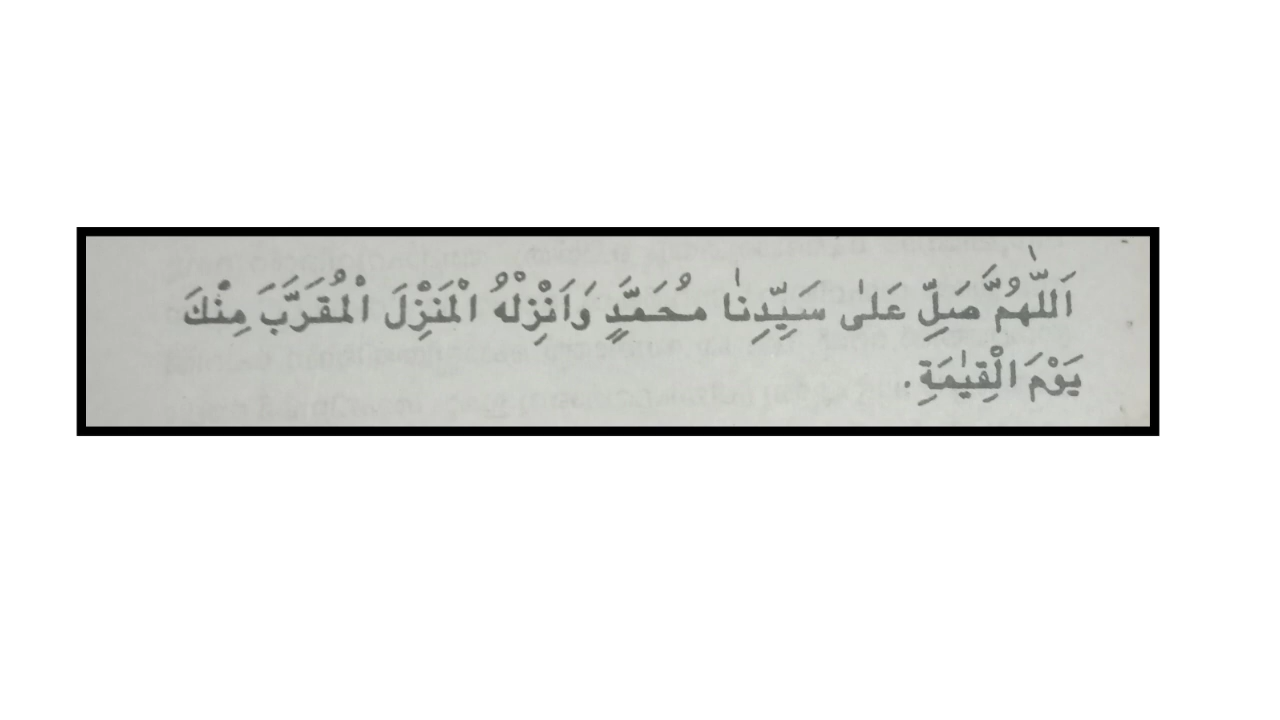 اَللّٰهُمَّ صَلِّ عَلٰى سَيِّدِنَا مُحَمَّدٍ وَاَنْزِلْهُ الْمَنْزِلَ الْمُقَرَّبَ مِنْكَ
يَوْمَ الْقِيٰمَةِ.